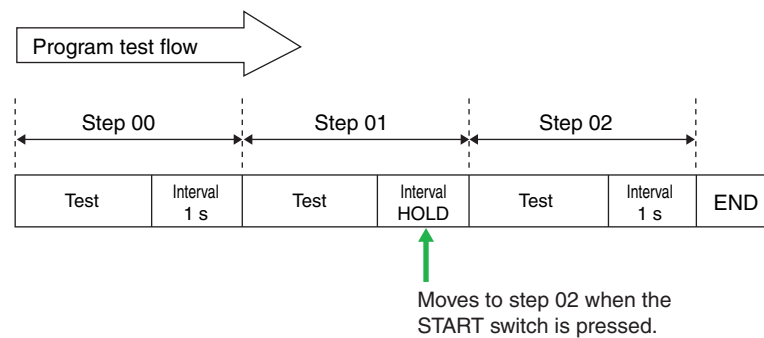 Program test flow
Step 00 Step 01 Step 02
Test Interval 1 s Test Interval HOLD Test Interval 1 s END
Moves to step 02 when the
START switch is pressed.